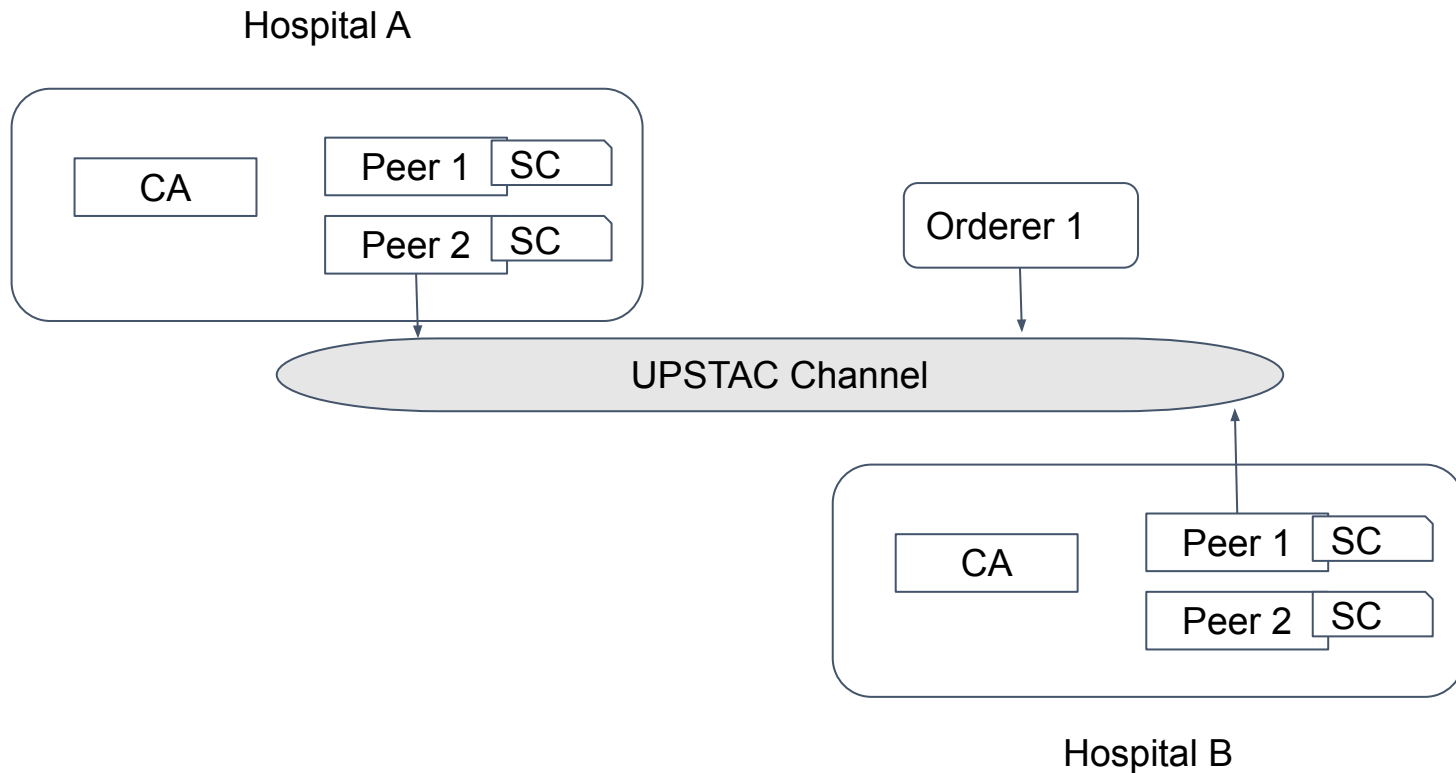 Hospital A
CA
Peer 1
SC
Peer 2
SC
Orderer 1
UPSTAC Channel
CA
Peer 1
SC
Peer 2
SC
Hospital B